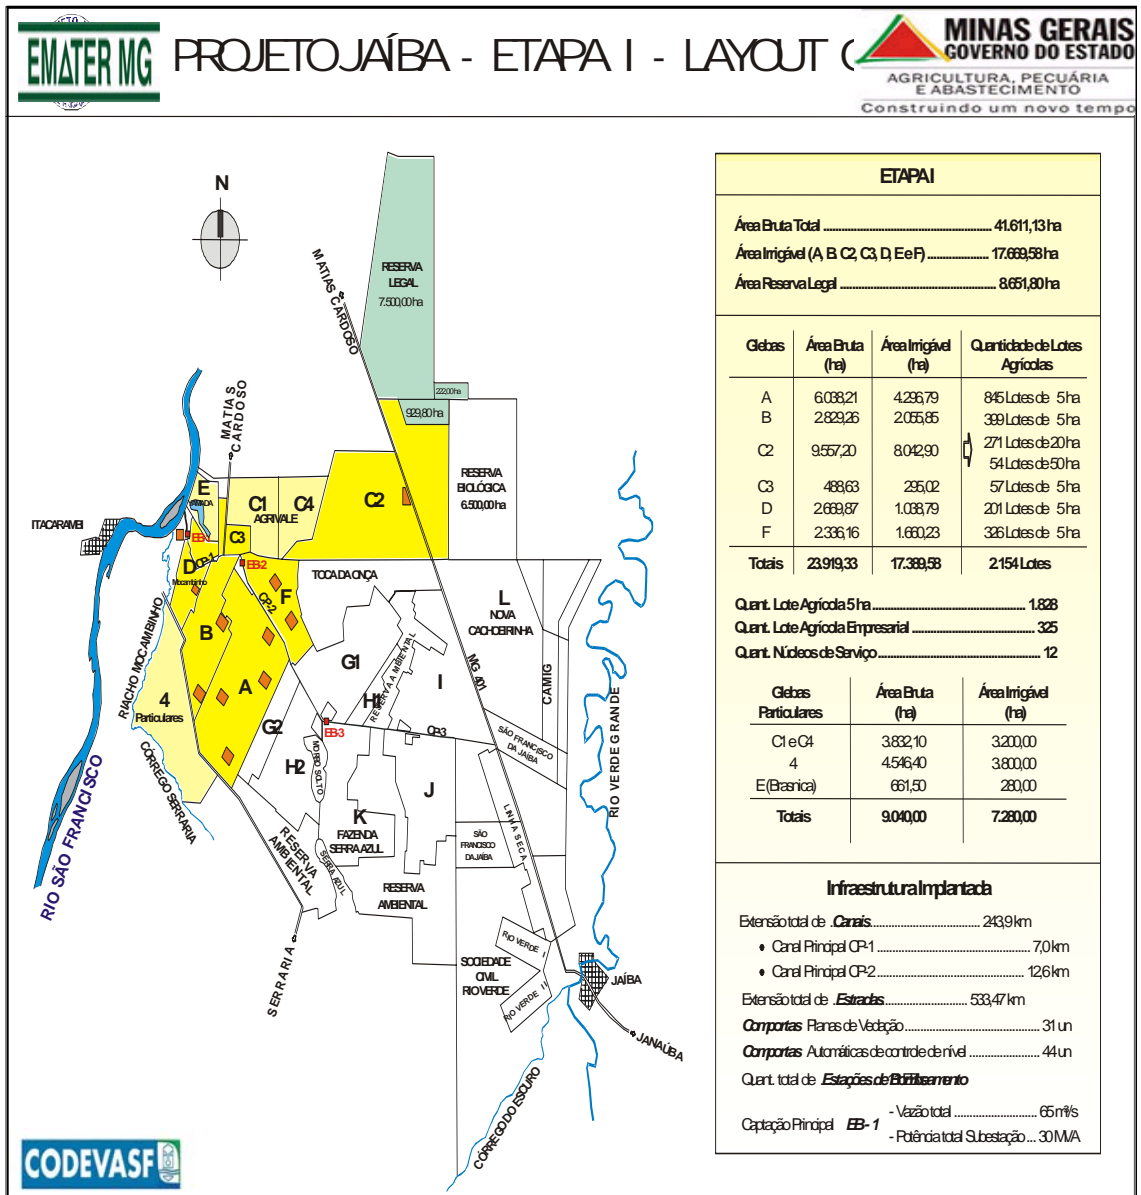 EMATER MG
PROJETO JAÍBA - ETAPA I - LAYOUT
MINAS GERAIS
GOVERNO DO ESTADO
AGRICULTURA, PECUÁRIA
E ABASTECIMENTO
Construindo um novo tempo
N
MATIAS CARDOSO
RESERVA
LEGAL
7.500,00 ha
222,00 ha
929,80 ha
MATIAS
CARDOSO
RESERVA
BIOLÓGICA
6.500,00 ha
E
C1
C4
AGRIVALE
C2
C3
ITACARAMBI
EB-1
D
CP-1
Mocambinho
EB-2
CP-2
F
TOCA DA ONÇA
L
NOVA
CACHOEIRINHA
B
A
G1
RESERVA AMBIENTAL
H1
I
MG 401
CAMIG
RIACHO MOCAMBINHO
4
Particulares
G2
EB-3
CP-3
SÃO FRANCISCO
DA JAÍBA
RIO VERDE GRANDE
CÓRREGO SERRARIA
H2
MORRO SOLTO
J
K
FAZENDA
SERRA AZUL
LINHA SECA
SÃO
FRANCISCO
DA JAÍBA
RIO SÃO FRANCISCO
RESERVA
AMBIENTAL
SERRA AZUL
RESERVA
AMBIENTAL
SERRARIA
RIO VERDE I
SOCIEDADE
CIVIL
RIO VERDE
RIO VERDE II
JAÍBA
JANAÚBA
CÓRREGO DO ESCURO
CODEVASF
ETAPA I
Área Bruta Total ........ 41.611,13 ha
Área Irrigável (A, B, C2, C3, D, E e F) ........ 17.669,58 ha
Área Reserva Legal ........ 8.651,80 ha
Glebas Área Bruta (ha) Área Irrigável (ha) Quantidade de Lotes Agrícolas
A 6.038,21 4.296,79 845 Lotes de 5 ha
B 2.829,26 2.055,85 399 Lotes de 5 ha
C2 9.557,20 8.042,90 271 Lotes de 20 ha
54 Lotes de 50 ha
C3 488,63 295,02 57 Lotes de 5 ha
D 2.669,87 1.038,79 201 Lotes de 5 ha
F 2.336,16 1.660,23 326 Lotes de 5 ha
Totais 23.919,33 17.389,58 2.154 Lotes
Quant. Lote Agrícola 5 ha ........ 1.828
Quant. Lote Agrícola Empresarial ........ 325
Quant. Núcleos de Serviço ........ 12
Glebas Particulares Área Bruta (ha) Área Irrigável (ha)
C1 e C4 3.832,10 3.200,00
4 4.546,40 3.800,00
E (Brasnica) 661,50 280,00
Totais 9.040,00 7.280,00
Infraestrutura Implantada
Extensão total de Canais ........ 243,9 km
• Canal Principal CP-1 ........ 7,0 km
• Canal Principal CP-2 ........ 12,6 km
Extensão total de Estradas ........ 533,47 km
Comportas Planas de Vedação ........ 31 un
Comportas Automáticas de controle de nível ........ 44 un
Quant. total de Estações de
Captação Principal EB-1 - Vazão total ........ 65 m³/s
- Potência total Subestação ... 30 MVA